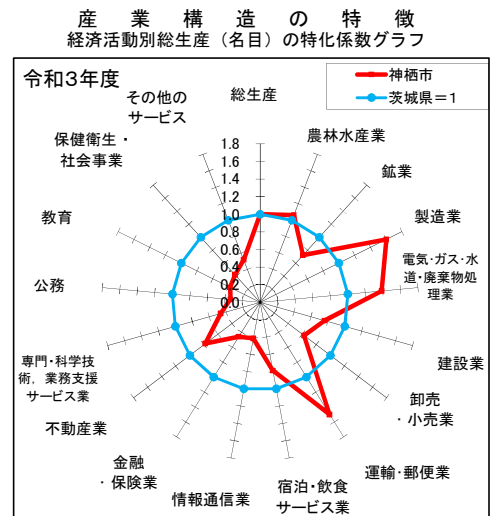 産業構造の特徴
経済活動別総生産（名目）の特化係数グラフ
令和3年度
神栖市
茨城県＝1
総生産
農林水産業
鉱業
製造業
電気・ガス・水
道・廃棄物処
理業
建設業
卸売
・小売業
運輸・郵便業
宿泊・飲食
サービス業
情報通信業
金融
・保険業
不動産業
専門・科学技
術，業務支援
サービス業
公務
教育
保健衛生・
社会事業
その他の
サービス
1.8
1.6
1.4
1.2
1.0
0.8
0.6
0.4
0.2
0.0